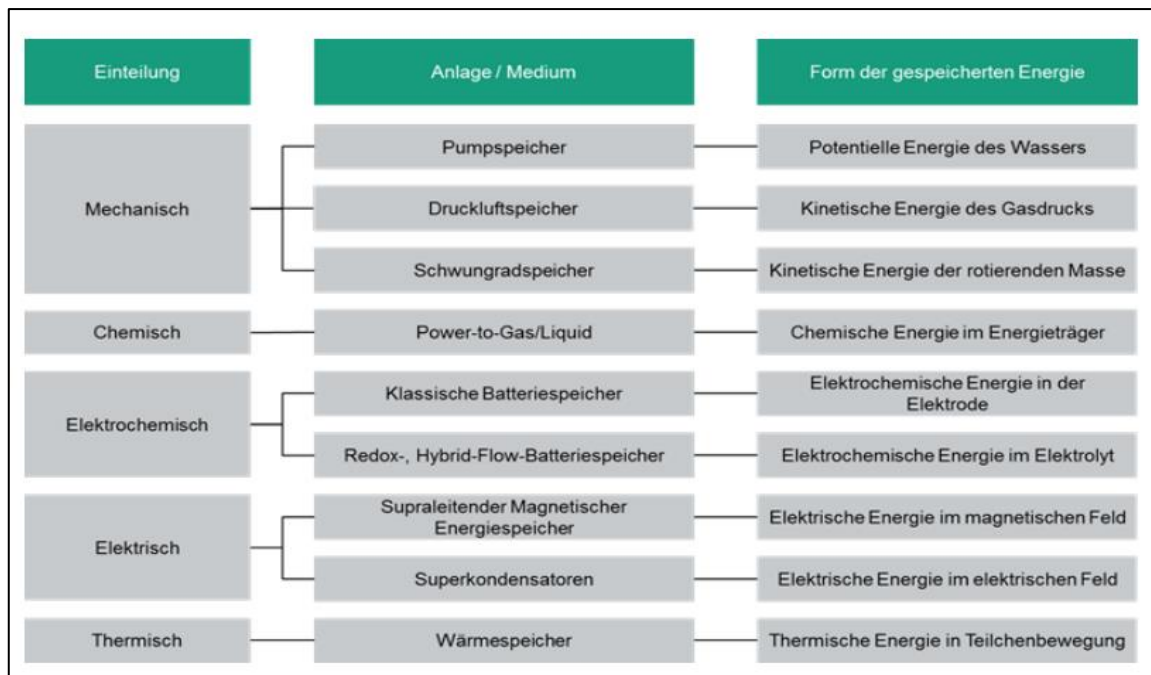 Einteilung
Anlage / Medium
Form der gespeicherten Energie
Mechanisch
Pumpspeicher
Potentielle Energie des Wassers
Druckluftspeicher
Kinetische Energie des Gasdrucks
Schwungradspeicher
Kinetische Energie der rotierenden Masse
Chemisch
Power-to-Gas/Liquid
Chemische Energie im Energieträger
Elektrochemisch
Klassische Batteriespeicher
Elektrochemische Energie in der
Elektrode
Redox-, Hybrid-Flow-Batteriespeicher
Elektrochemische Energie im Elektrolyt
Elektrisch
Supraleitender Magnetischer
Energiespeicher
Elektrische Energie im magnetischen Feld
Superkondensatoren
Elektrische Energie im elektrischen Feld
Thermisch
Wärmespeicher
Thermische Energie in Teilchenbewegung